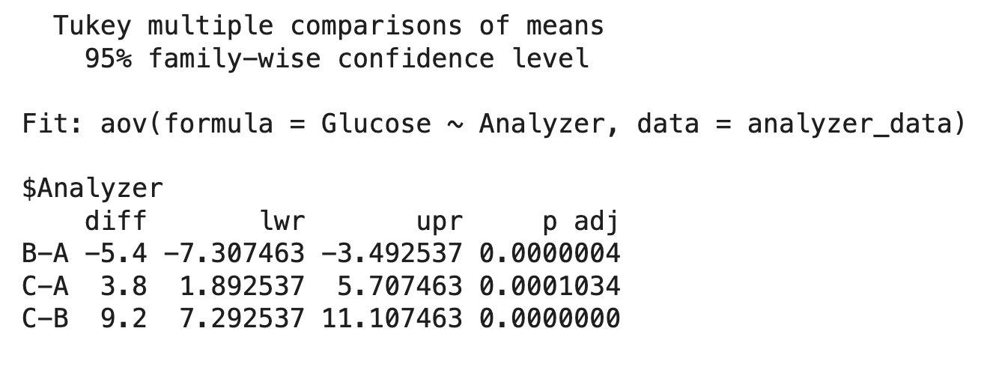 Tukey multiple comparisons of means
95% family-wise confidence level
Fit: aov(formula = Glucose ~ Analyzer, data = analyzer_data)
$Analyzer
diff lwr upr p adj
B-A -5.4 -7.307463 -3.492537 0.0000004
C-A 3.8 1.892537 5.707463 0.0001034
C-B 9.2 7.292537 11.107463 0.0000000